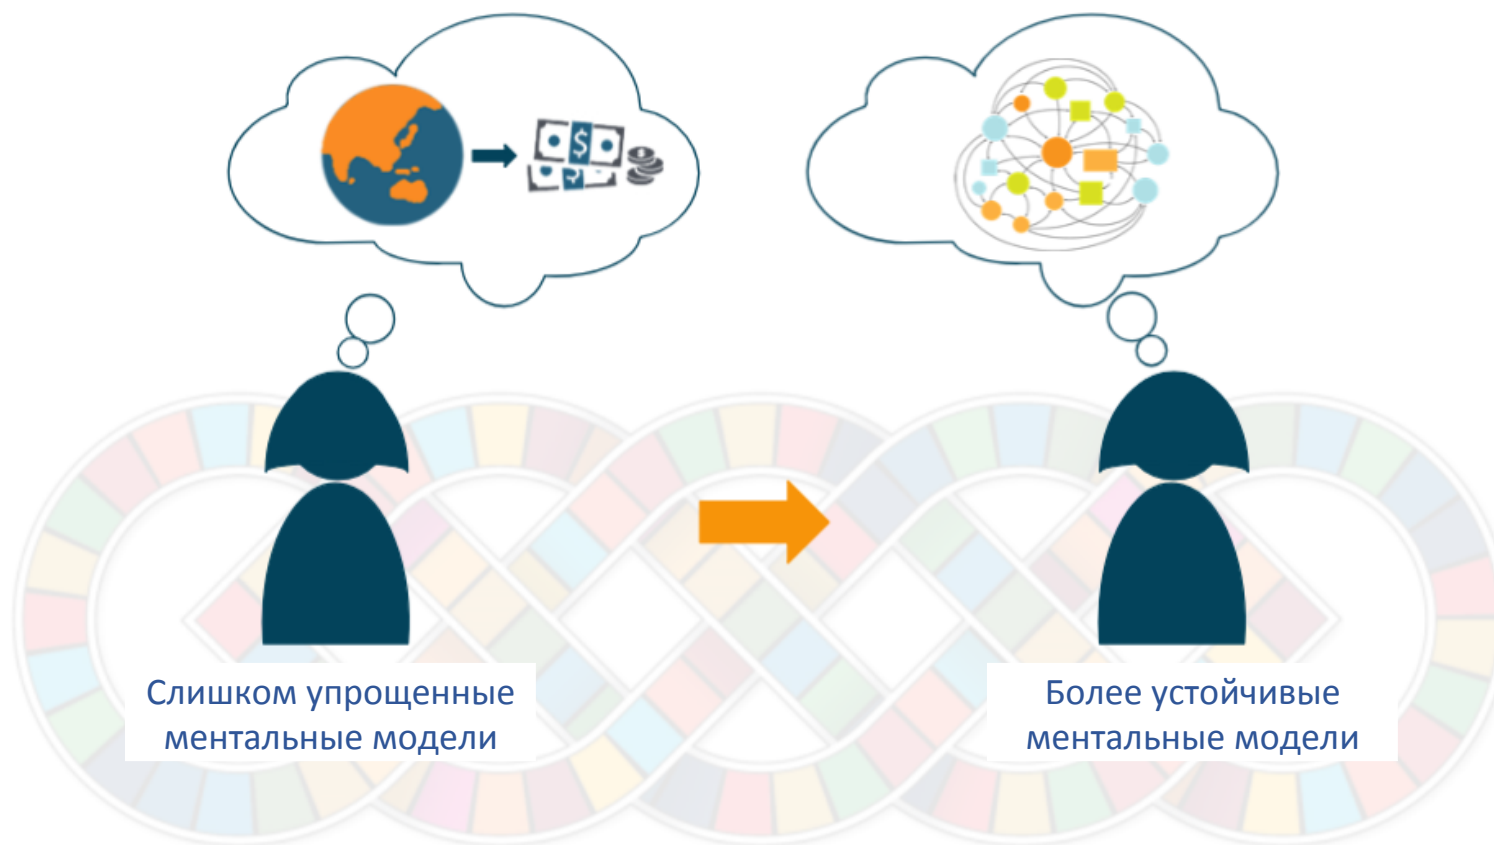 Слишком упрощенные
ментальные модели
Более устойчивые
ментальные модели